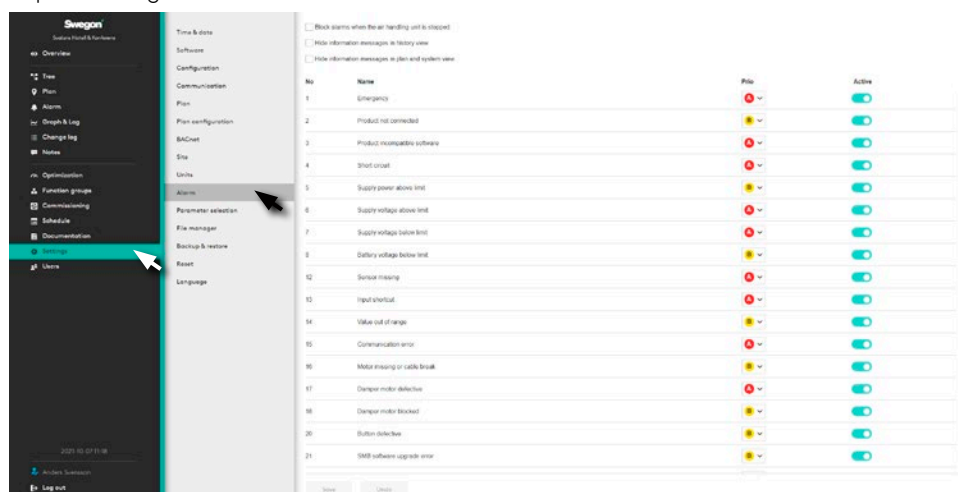 Swegon
Overview
Tree
Plan
Alarm
Graph & Log
Change log
Notes
Optimization
Function groups
Commissioning
Schedule
Documentation
Settings
Users
2021-10-07 11:18
Anders Svensson
Log out
Time & date
Software
Configuration
Communication
Plan
Plan configuration
BACnet
Site
Units
Alarm
Parameter selection
File manager
Backup & restore
Reset
Language
Block alarms when the air handling unit is stopped
Hide information messages in history view
Hide information messages in plan and system view
No Name Prio Active
1 Emergency A
2 Product not connected B
3 Product incompatible software A
4 Short circuit A
5 Supply power above limit B
6 Supply voltage above limit A
7 Supply voltage below limit A
8 Battery voltage below limit B
12 Sensor missing A
13 Input shortcut A
14 Value out of range B
15 Communication error A
16 Motor missing or cable break B
17 Damper motor defective A
18 Damper motor blocked B
20 Button defective B
21 SMB software upgrade error B
Save